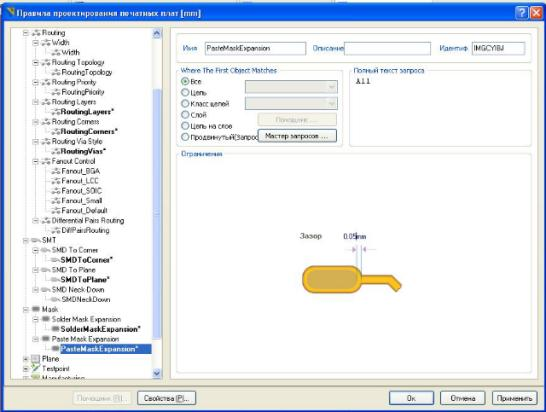 Правила проектирования печатных плат [mm]
Routing
Width
Width
Routing Topology
RoutingTopology
Routing Priority
RoutingPriority
Routing Layers
RoutingLayers*
Routing Corners
RoutingCorners*
Routing Via Style
RoutingVias*
Fanout Control
Fanout_BGA
Fanout_LCC
Fanout_SOIC
Fanout_Small
Fanout_Default
Differential Pairs Routing
DiffPairsRouting
SMT
SMD To Corner
SMDToCorner*
SMD To Plane
SMDToPlane*
SMD Neck-Down
SMDNeckDown
Mask
Solder Mask Expansion
SolderMaskExpansion*
Paste Mask Expansion
PasteMaskExpansion*
Plane
Testpoint
Manufacturing
Имя PasteMaskExpansion Описание Идентиф. IMGCYIBJ
Where The First Object Matches
Все
Цепь
Класс цепей
Слой
Цепь на слое
Продвинутый(Запрос
Помощник ...
Мастер запросов ...
Полный текст запроса
All
Ограничения
Зазор 0.05mm
Помощник [R]...
Свойства [P]...
Ок
Отмена
Применить